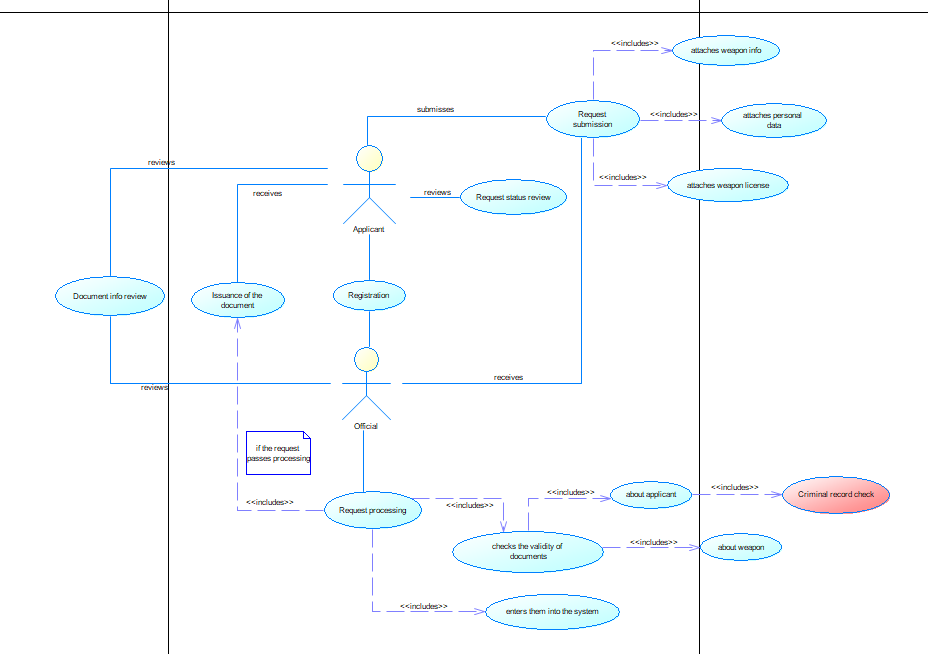 <<includes>>
attaches weapon info
submisses
Request
submission
<<includes>>
attaches personal
data
reviews
receives
reviews
Request status review
<<includes>>
attaches weapon license
Applicant
Document info review
Issuance of the
document
Registration
receives
reviews
Official
if the request
passes processing
<<includes>>
Request processing
<<includes>>
<<includes>>
about applicant
<<includes>>
Criminal record check
checks the validity of
documents
<<includes>>
about weapon
<<includes>>
enters them into the system